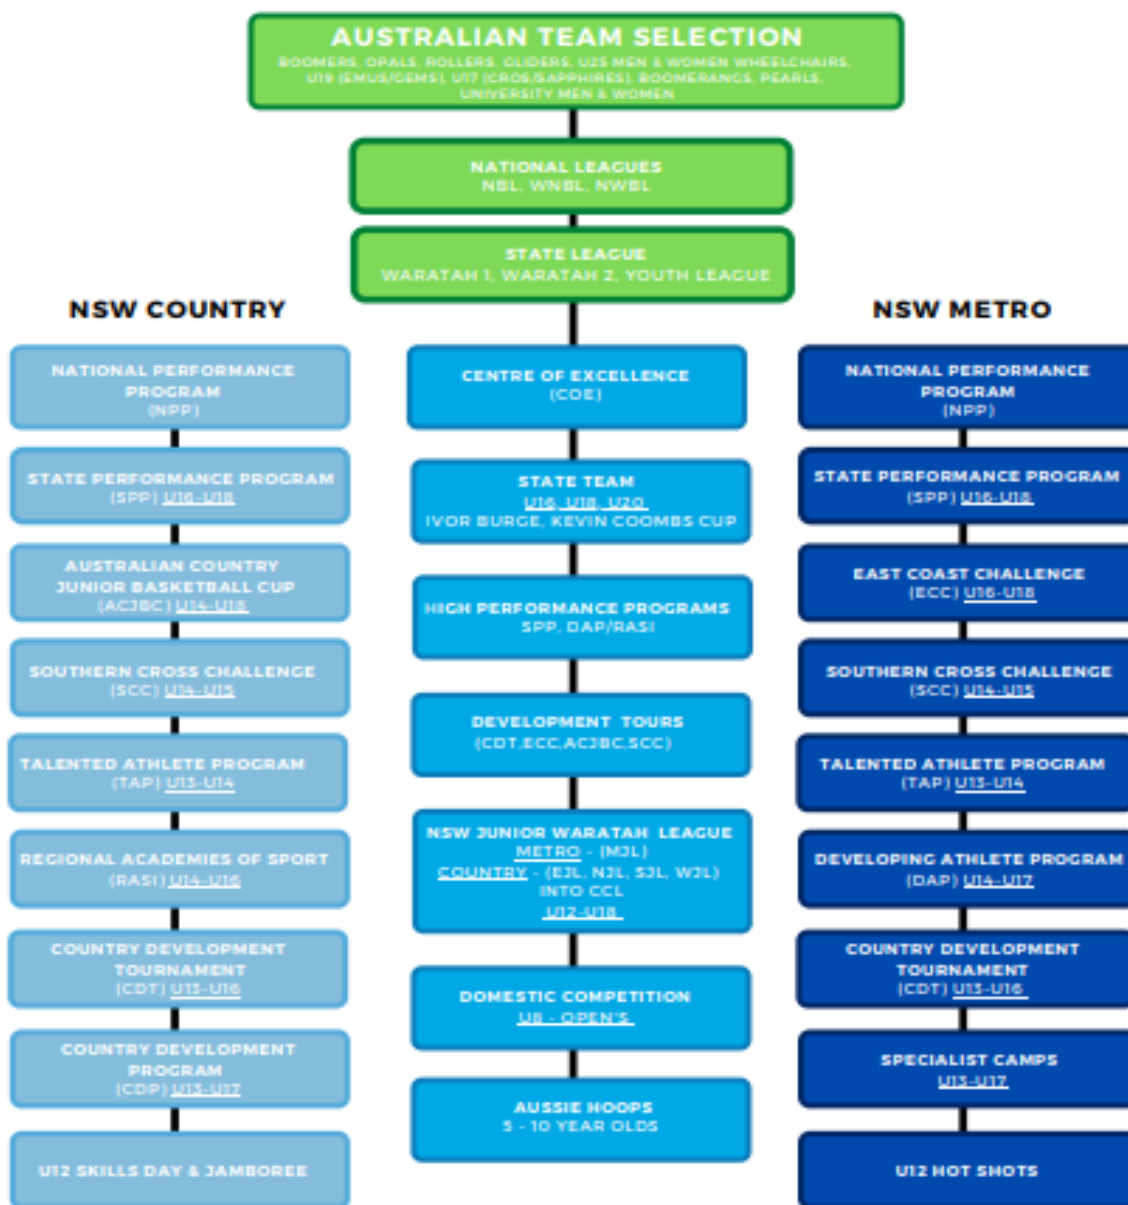 AUSTRALIAN TEAM SELECTION
BOOMERS, OPALS, ROLLERS, GLIDERS, U25 MEN & WOMEN WHEELCHAIRS,
U19 (EMUS/GEMS), U17 (CROS/SAPPHIRES), BOOMERANGS, PEARLS,
UNIVERSITY MEN & WOMEN
NATIONAL LEAGUES
NBL, WNBL, NWBL
STATE LEAGUE
WARATAH 1, WARATAH 2, YOUTH LEAGUE
NSW COUNTRY
NATIONAL PERFORMANCE
PROGRAM
(NPP)
STATE PERFORMANCE PROGRAM
(SPP) U16-U18
AUSTRALIAN COUNTRY
JUNIOR BASKETBALL CUP
(ACJBC) U14-U18
SOUTHERN CROSS CHALLENGE
(SCC) U14-U15
TALENTED ATHLETE PROGRAM
(TAP) U13-U14
REGIONAL ACADEMIES OF SPORT
(RASI) U14-U16
COUNTRY DEVELOPMENT
TOURNAMENT
(CDT) U13-U16
COUNTRY DEVELOPMENT
PROGRAM
(CDP) U13-U17
U12 SKILLS DAY & JAMBOREE
CENTRE OF EXCELLENCE
(COE)
STATE TEAM
U16, U18, U20
IVOR BURGE, KEVIN COOMBS CUP
HIGH PERFORMANCE PROGRAMS
SPP, DAP/RASI
DEVELOPMENT TOURS
(CDT,ECC,ACJBC,SCC)
NSW JUNIOR WARATAH LEAGUE
METRO - (MJL)
COUNTRY - (EJL, NJL, SJL, WJL)
INTO CCL
U12-U18
DOMESTIC COMPETITION
U8 - OPEN'S
AUSSIE HOOPS
5 - 10 YEAR OLDS
NSW METRO
NATIONAL PERFORMANCE
PROGRAM
(NPP)
STATE PERFORMANCE PROGRAM
(SPP) U16-U18
EAST COAST CHALLENGE
(ECC) U16-U18
SOUTHERN CROSS CHALLENGE
(SCC) U14-U15
TALENTED ATHLETE PROGRAM
(TAP) U13-U14
DEVELOPING ATHLETE PROGRAM
(DAP) U14-U17
COUNTRY DEVELOPMENT
TOURNAMENT
(CDT) U13-U16
SPECIALIST CAMPS
U13-U17
U12 HOT SHOTS